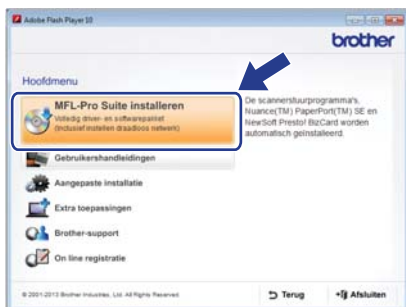 Adobe Flash Player 10
brother
Hoofdmenu
MFL-Pro Suite installeren
Volledig driver- en softwarepakket
(Inclusief instellen draadloos netwerk)
De scannerstuurprogramma's,
Nuance(TM) PaperPort(TM) SE en
NewSoft Presto! BizCard worden
automatisch geïnstalleerd.
Gebruikershandleidingen
Aangepaste installatie
Extra toepassingen
Brother-support
On line registratie
© 2001-2013 Brother Industries, Ltd. All Rights Reserved.
Terug
Afsluiten